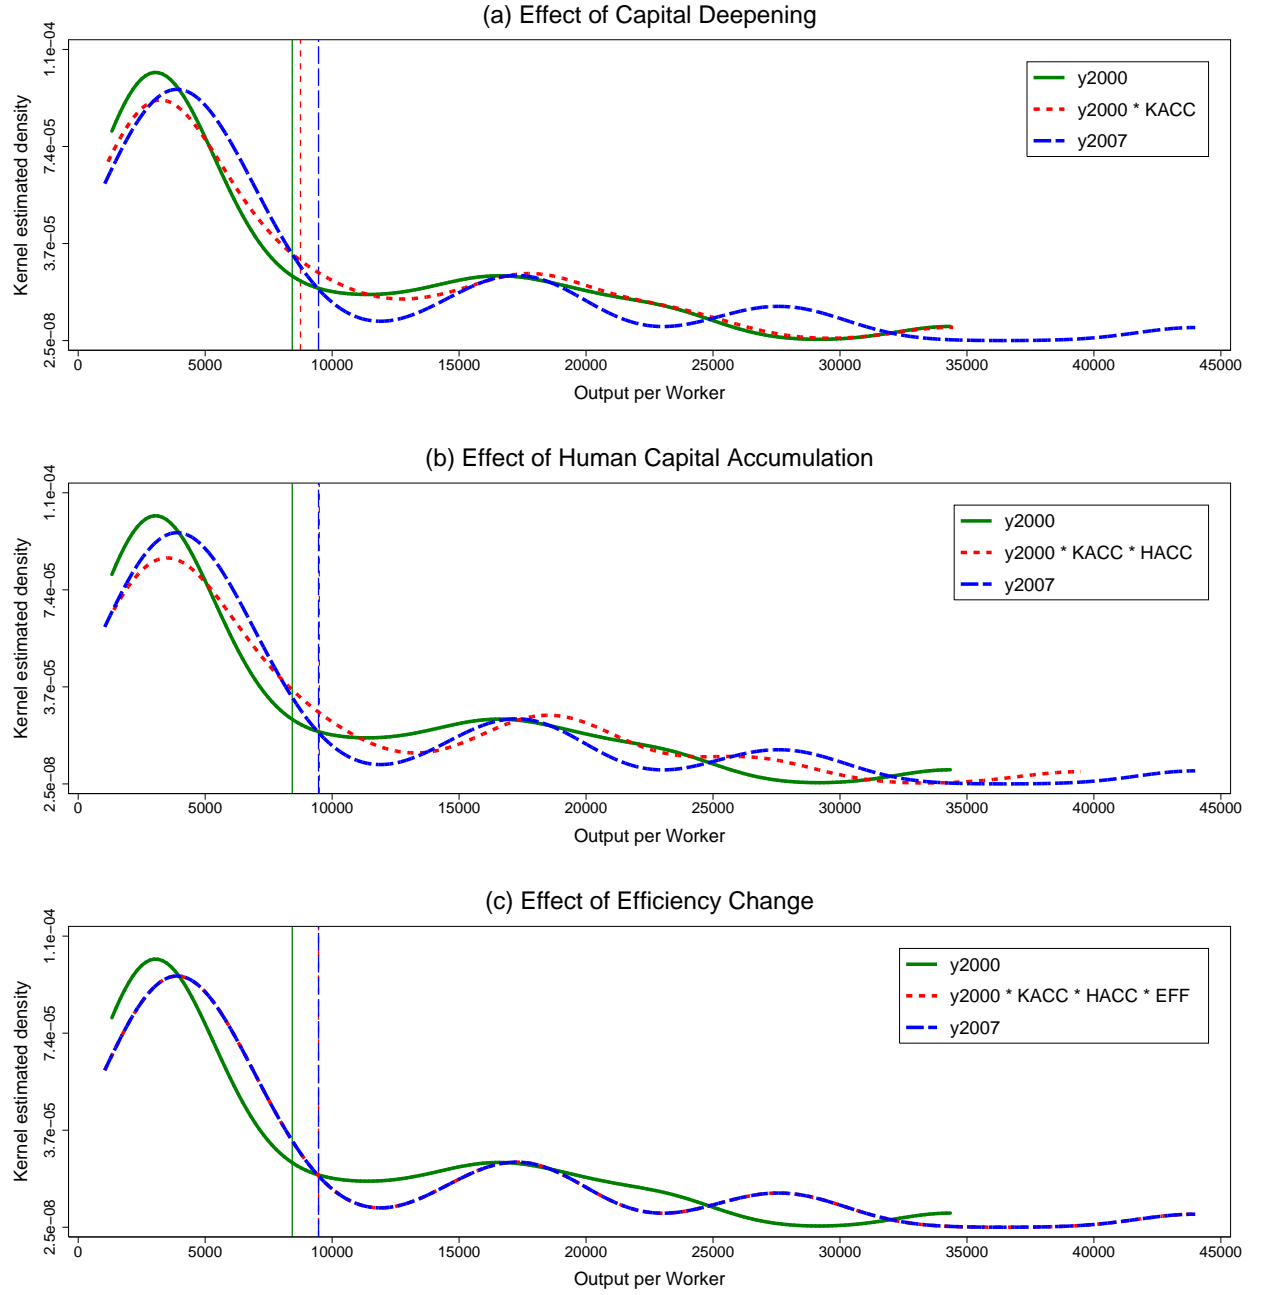 (a) Effect of Capital Deepening
Kernel estimated density
1.1e−04
7.4e−05
3.7e−05
2.5e−08
y2000
y2000 * KACC
y2007
0 5000 10000 15000 20000 25000 30000 35000 40000 45000
Output per Worker
(b) Effect of Human Capital Accumulation
Kernel estimated density
1.1e−04
7.4e−05
3.7e−05
2.5e−08
y2000
y2000 * KACC * HACC
y2007
0 5000 10000 15000 20000 25000 30000 35000 40000 45000
Output per Worker
(c) Effect of Efficiency Change
Kernel estimated density
1.1e−04
7.4e−05
3.7e−05
2.5e−08
y2000
y2000 * KACC * HACC * EFF
y2007
0 5000 10000 15000 20000 25000 30000 35000 40000 45000
Output per Worker